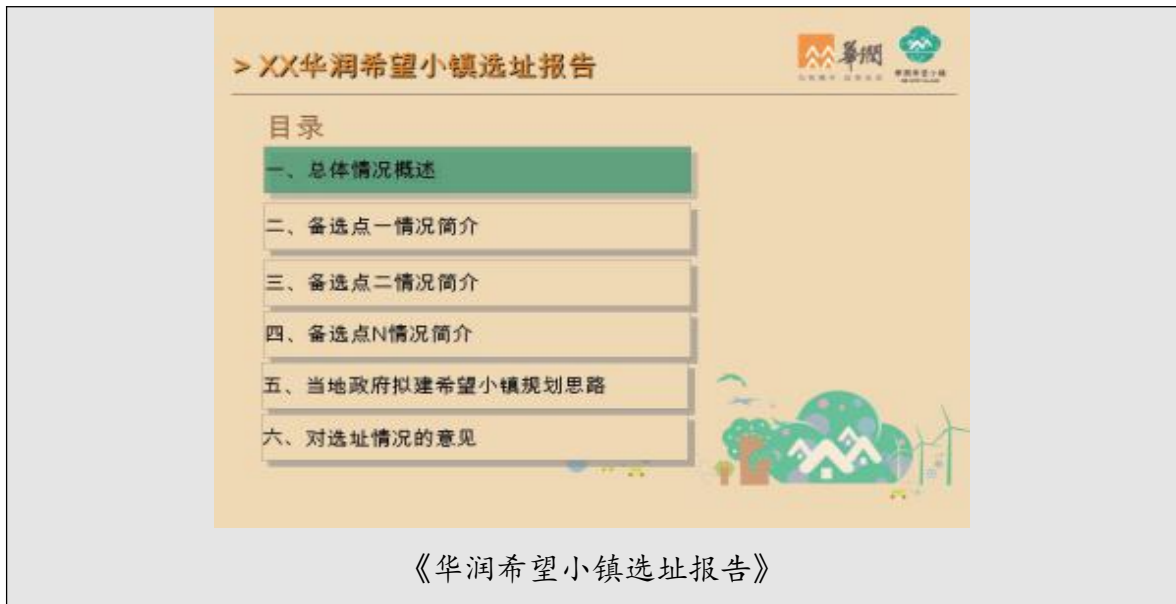 > XX华润希望小镇选址报告
華潤
目录
一、总体情况概述
二、备选点一情况简介
三、备选点二情况简介
四、备选点N情况简介
五、当地政府拟建希望小镇规划思路
六、对选址情况的意见
《华润希望小镇选址报告》